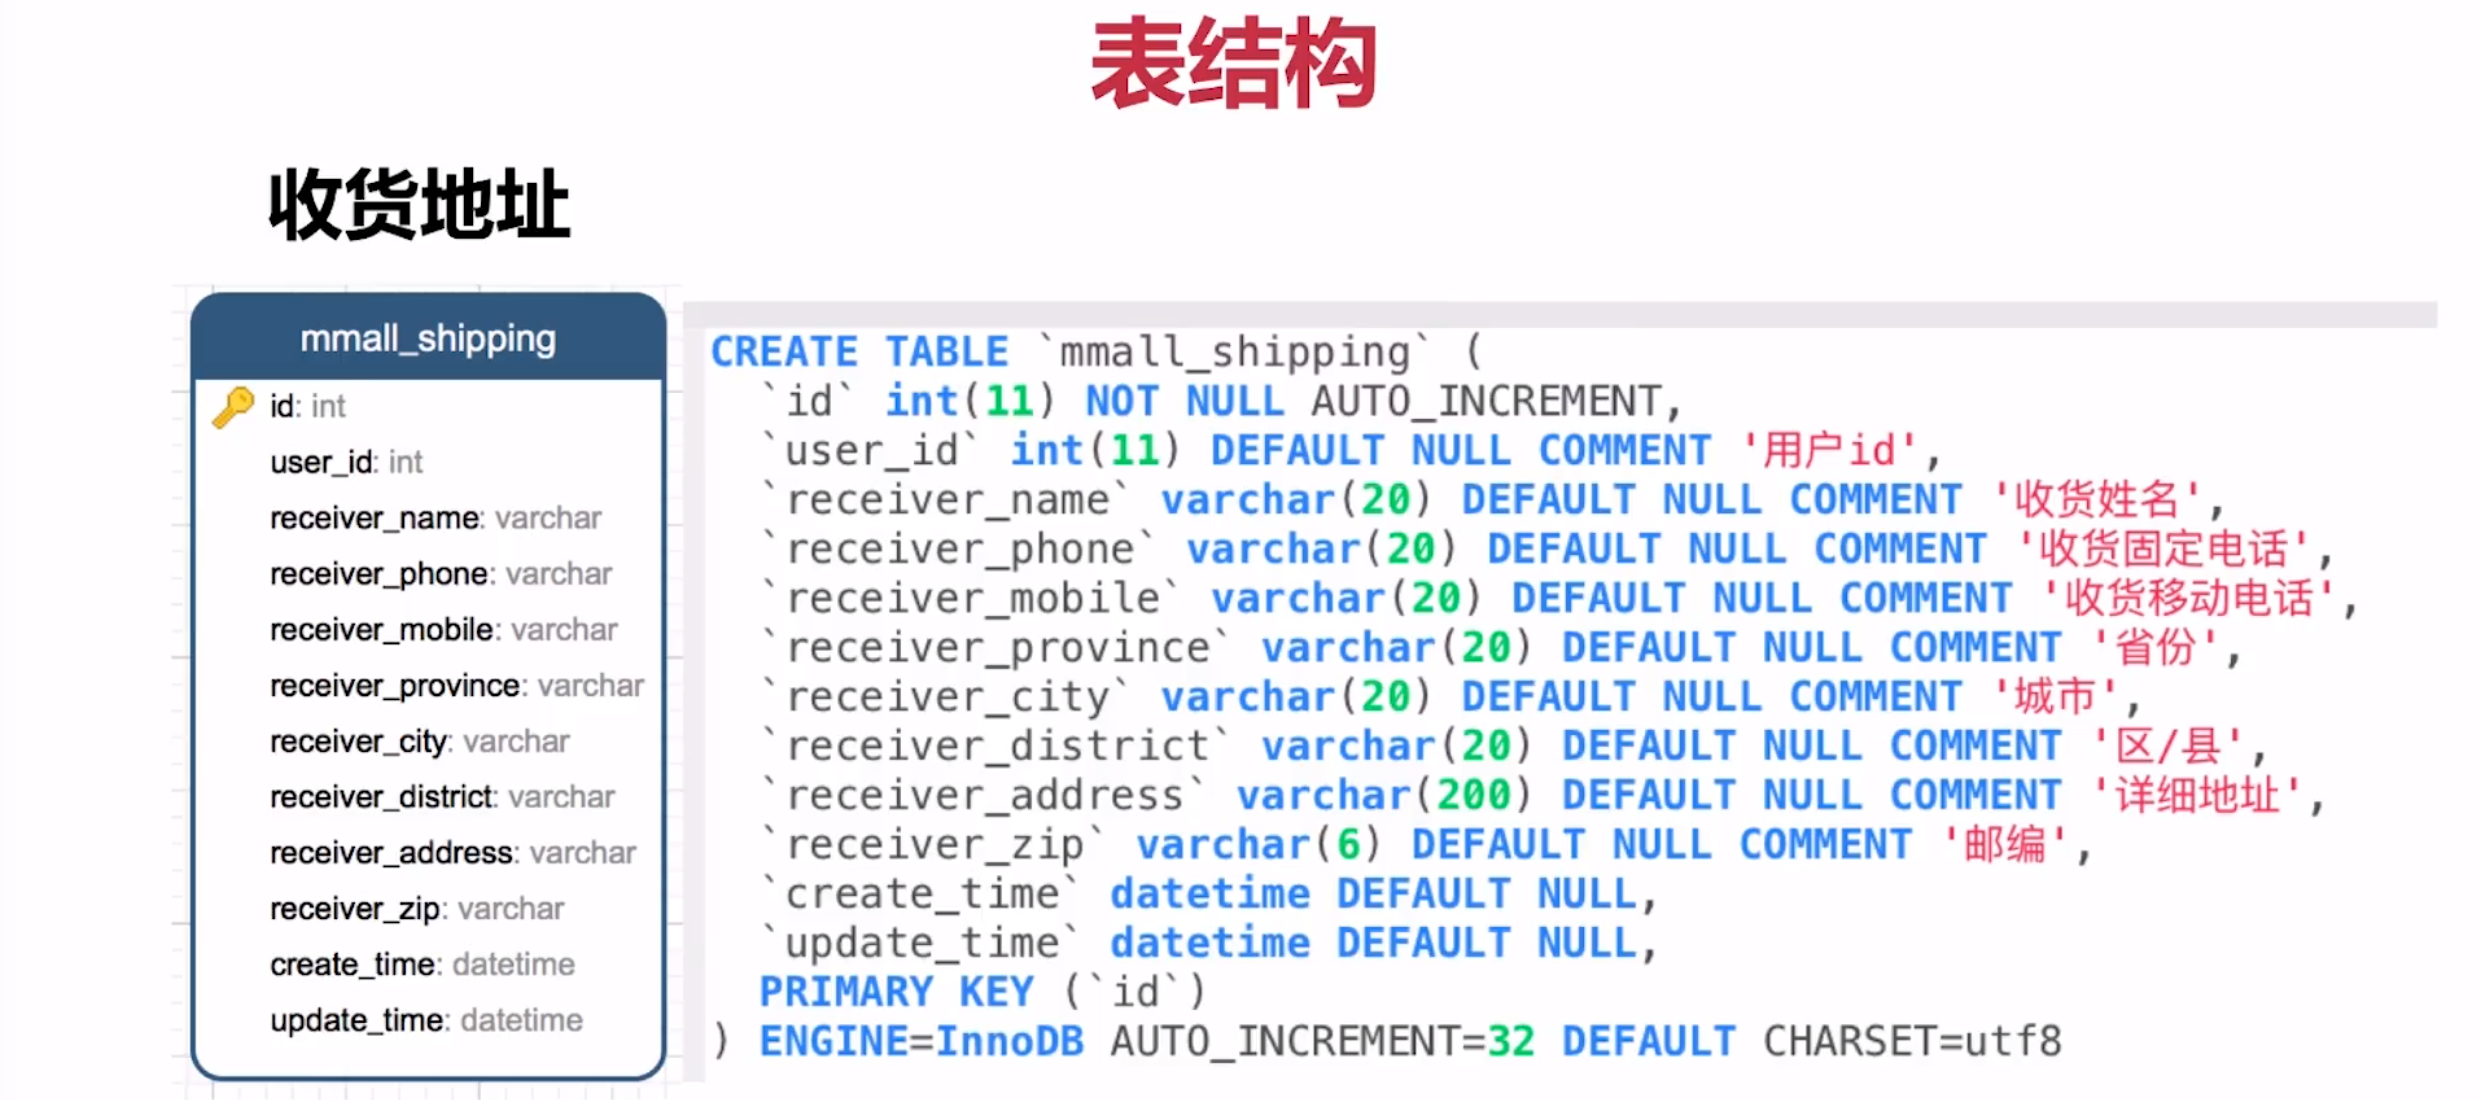 表结构
收货地址
mmall_shipping
id: int
user_id: int
receiver_name: varchar
receiver_phone: varchar
receiver_mobile: varchar
receiver_province: varchar
receiver_city: varchar
receiver_district: varchar
receiver_address: varchar
receiver_zip: varchar
create_time: datetime
update_time: datetime
CREATE TABLE `mmall_shipping` (
  `id` int(11) NOT NULL AUTO_INCREMENT,
  `user_id` int(11) DEFAULT NULL COMMENT '用户id',
  `receiver_name` varchar(20) DEFAULT NULL COMMENT '收货姓名',
  `receiver_phone` varchar(20) DEFAULT NULL COMMENT '收货固定电话',
  `receiver_mobile` varchar(20) DEFAULT NULL COMMENT '收货移动电话',
  `receiver_province` varchar(20) DEFAULT NULL COMMENT '省份',
  `receiver_city` varchar(20) DEFAULT NULL COMMENT '城市',
  `receiver_district` varchar(20) DEFAULT NULL COMMENT '区/县',
  `receiver_address` varchar(200) DEFAULT NULL COMMENT '详细地址',
  `receiver_zip` varchar(6) DEFAULT NULL COMMENT '邮编',
  `create_time` datetime DEFAULT NULL,
  `update_time` datetime DEFAULT NULL,
  PRIMARY KEY (`id`)
) ENGINE=InnoDB AUTO_INCREMENT=32 DEFAULT CHARSET=utf8